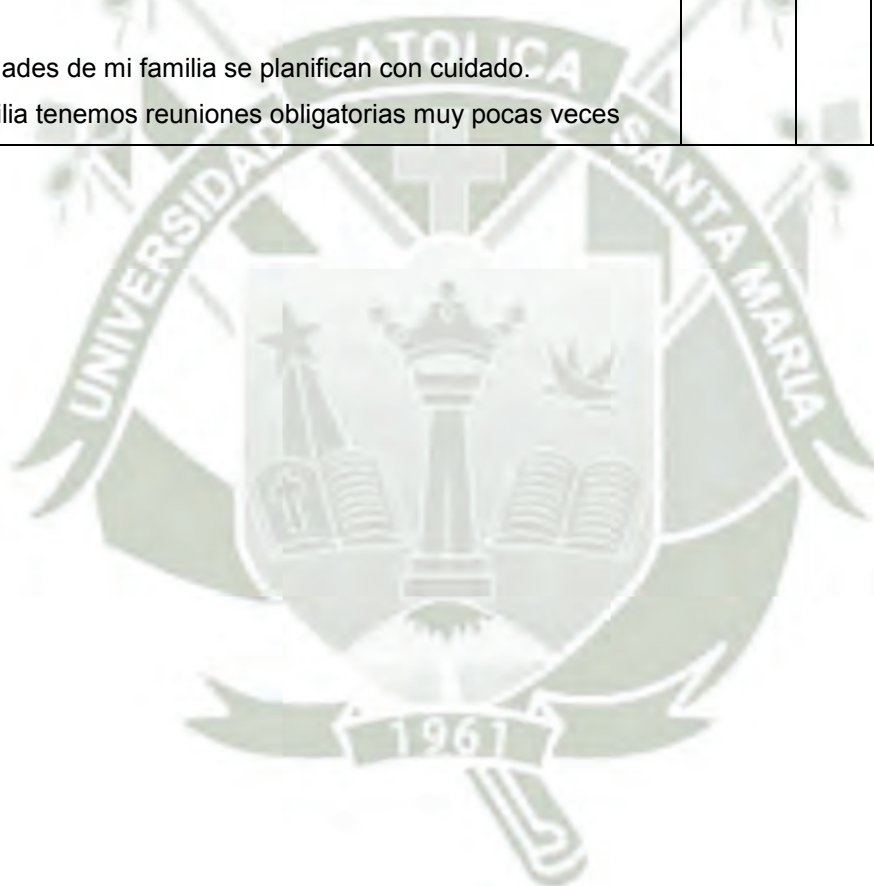 ades de mi familia se planifican con cuidado.
ilia tenemos reuniones obligatorias muy pocas veces
UNIVERSIDAD CATOLICA SANTA MARIA
1961